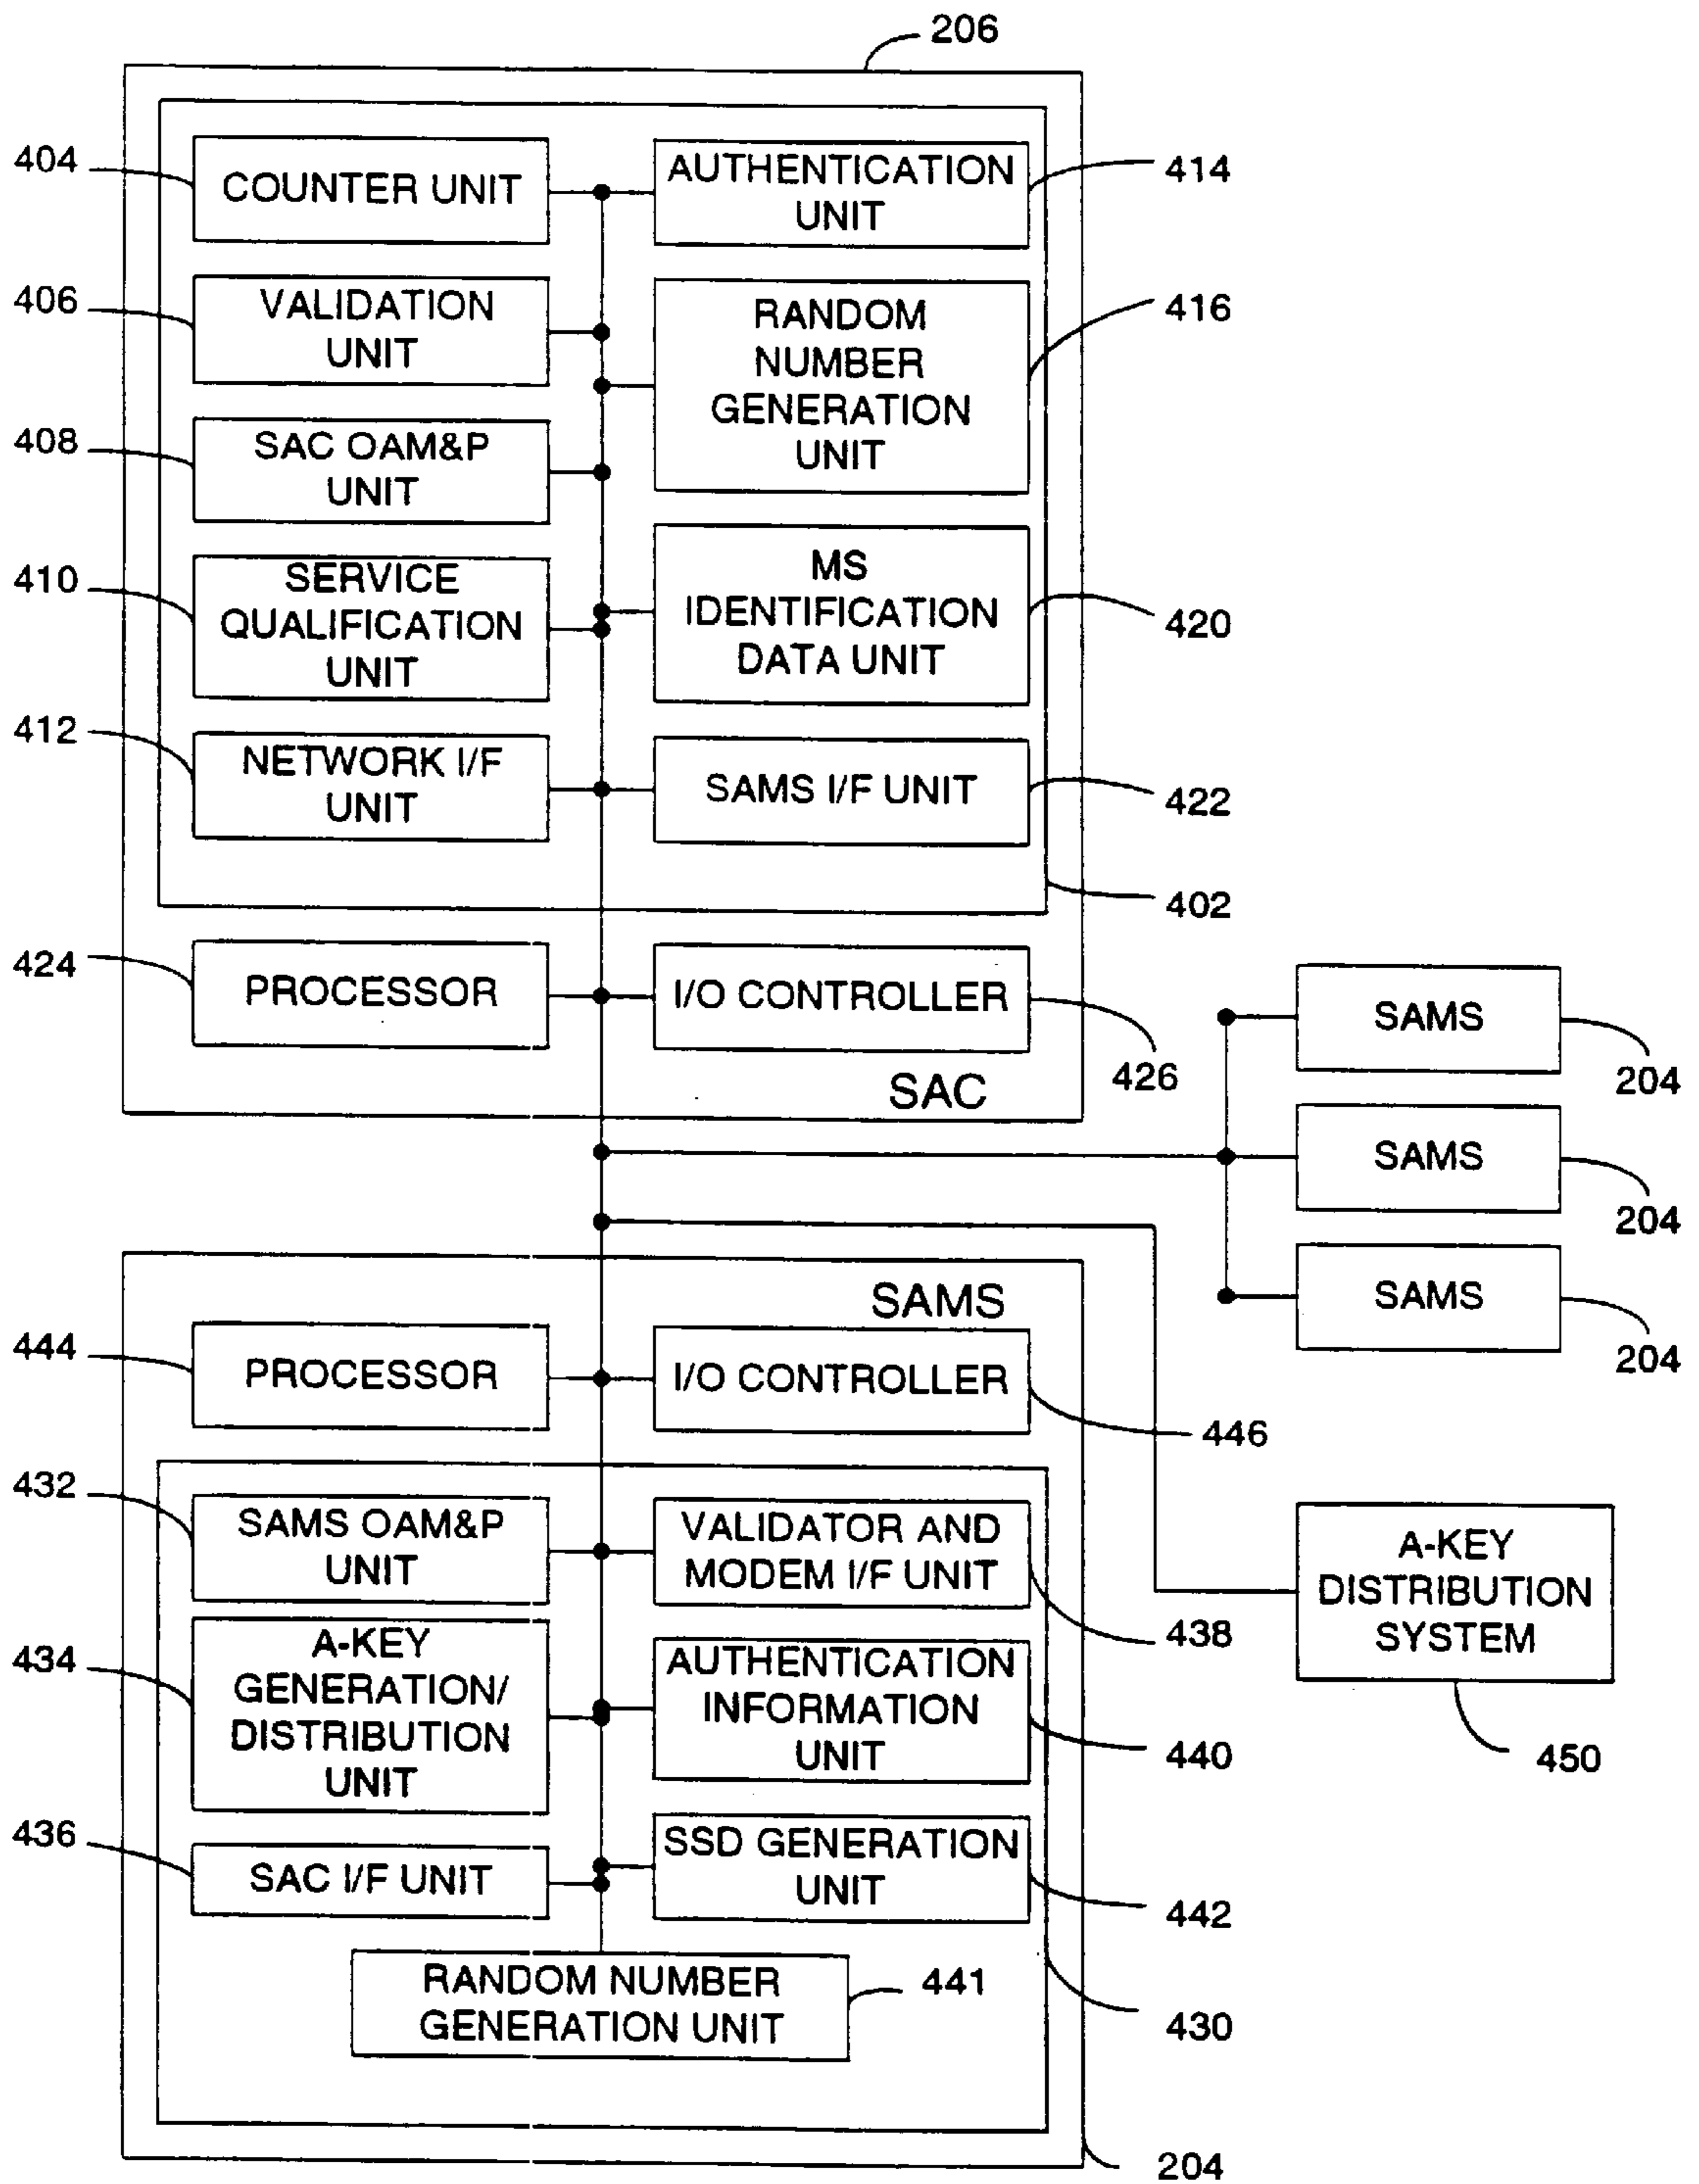 206
404
COUNTER UNIT
AUTHENTICATION
UNIT
414
406
VALIDATION
UNIT
RANDOM
NUMBER
GENERATION
UNIT
416
408
SAC OAM&P
UNIT
410
SERVICE
QUALIFICATION
UNIT
MS
IDENTIFICATION
DATA UNIT
420
412
NETWORK I/F
UNIT
SAMS I/F UNIT
422
402
424
PROCESSOR
I/O CONTROLLER
426
SAC
SAMS
204
SAMS
204
SAMS
204
SAMS
444
PROCESSOR
I/O CONTROLLER
446
432
SAMS OAM&P
UNIT
VALIDATOR AND
MODEM I/F UNIT
438
434
A-KEY
GENERATION/
DISTRIBUTION
UNIT
AUTHENTICATION
INFORMATION
UNIT
440
A-KEY
DISTRIBUTION
SYSTEM
450
436
SAC I/F UNIT
SSD GENERATION
UNIT
442
RANDOM NUMBER
GENERATION UNIT
441
430
204